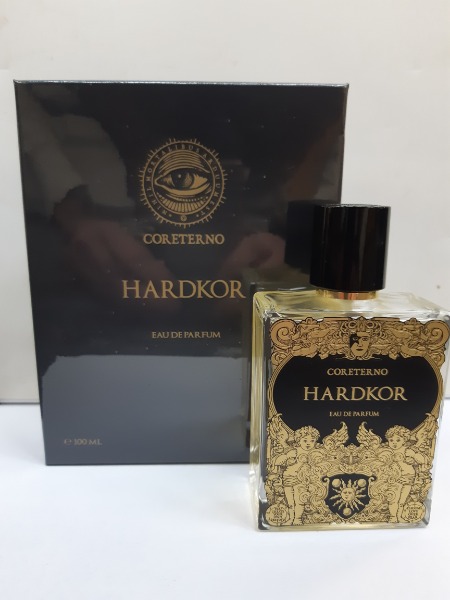 CORETERNO
HARDKOR
EAU DE PARFUM
℮ 100 ML
CORETERNO
HARDKOR
EAU DE PARFUM